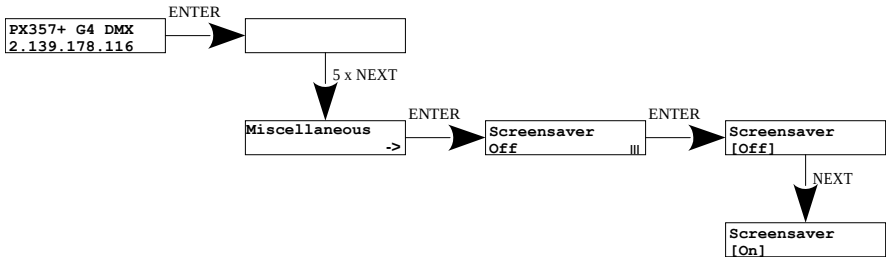 ENTER
PX357+ G4 DMX
2.139.178.116
5 x NEXT
Miscellaneous
->
ENTER
Screensaver
Off |||
ENTER
Screensaver
[Off]
NEXT
Screensaver
[On]